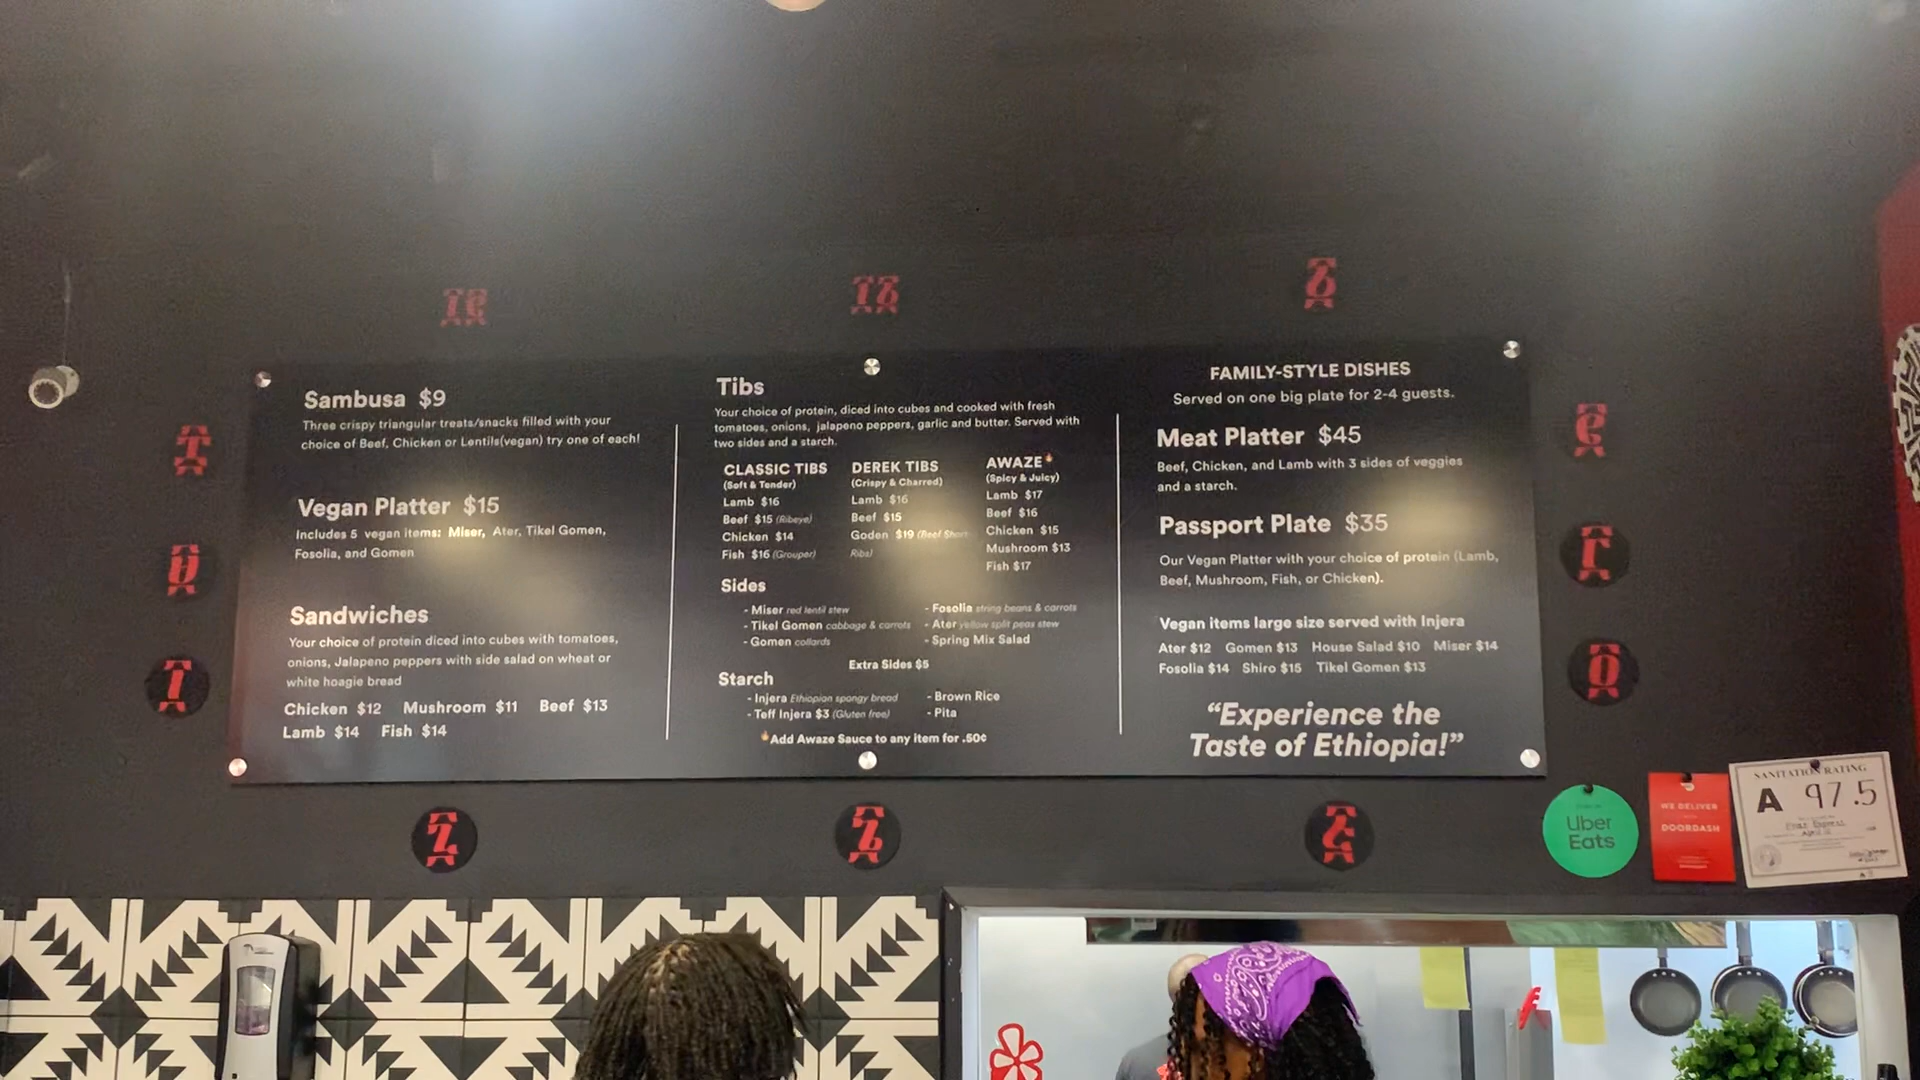 Sambusa $9
Three crispy triangular treats/snacks filled with your
choice of Beef, Chicken or Lentils(vegan) try one of each!
Vegan Platter $15
Includes 5 vegan items: Miser, Ater, Tikel Gomen,
Fosolia, and Gomen
Sandwiches
Your choice of protein diced into cubes with tomatoes,
onions, Jalapeno peppers with side salad on wheat or
white hoagie bread
Chicken $12 Mushroom $11 Beef $13
Lamb $14 Fish $14
Tibs
Your choice of protein, diced into cubes and cooked with fresh
tomatoes, onions, jalapeno peppers, garlic and butter. Served with
two sides and a starch.
CLASSIC TIBS
(Soft & Tender)
Lamb $16
Beef $15 (Ribeye)
Chicken $14
Fish $16 (Grouper)
DEREK TIBS
(Crispy & Charred)
Lamb $16
Beef $15
Goden $19 (Beef Short
Ribs)
AWAZE🔥
(Spicy & Juicy)
Lamb $17
Beef $16
Chicken $15
Mushroom $13
Fish $17
Sides
- Miser red lentil stew
- Tikel Gomen cabbage & carrots
- Gomen collards
- Fosolia string beans & carrots
- Ater yellow split peas stew
- Spring Mix Salad
Extra Sides $5
Starch
- Injera Ethiopian spongy bread
- Teff Injera $3 (Gluten free)
- Brown Rice
- Pita
🔥Add Awaze Sauce to any item for .50¢
FAMILY-STYLE DISHES
Served on one big plate for 2-4 guests.
Meat Platter $45
Beef, Chicken, and Lamb with 3 sides of veggies
and a starch.
Passport Plate $35
Our Vegan Platter with your choice of protein (Lamb,
Beef, Mushroom, Fish, or Chicken).
Vegan items large size served with Injera
Ater $12 Gomen $13 House Salad $10 Miser $14
Fosolia $14 Shiro $15 Tikel Gomen $13
“Experience the
Taste of Ethiopia!”
Uber
Eats
WE DELIVER
DOORDASH
SANITATION RATING
A 97.5